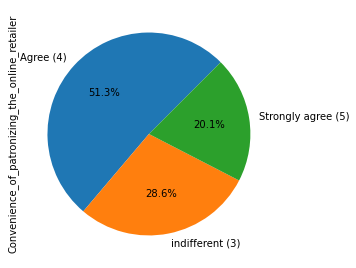 Convenience_of_patronizing_the_online_retailer
Agree (4)
51.3%
20.1%
Strongly agree (5)
28.6%
indifferent (3)